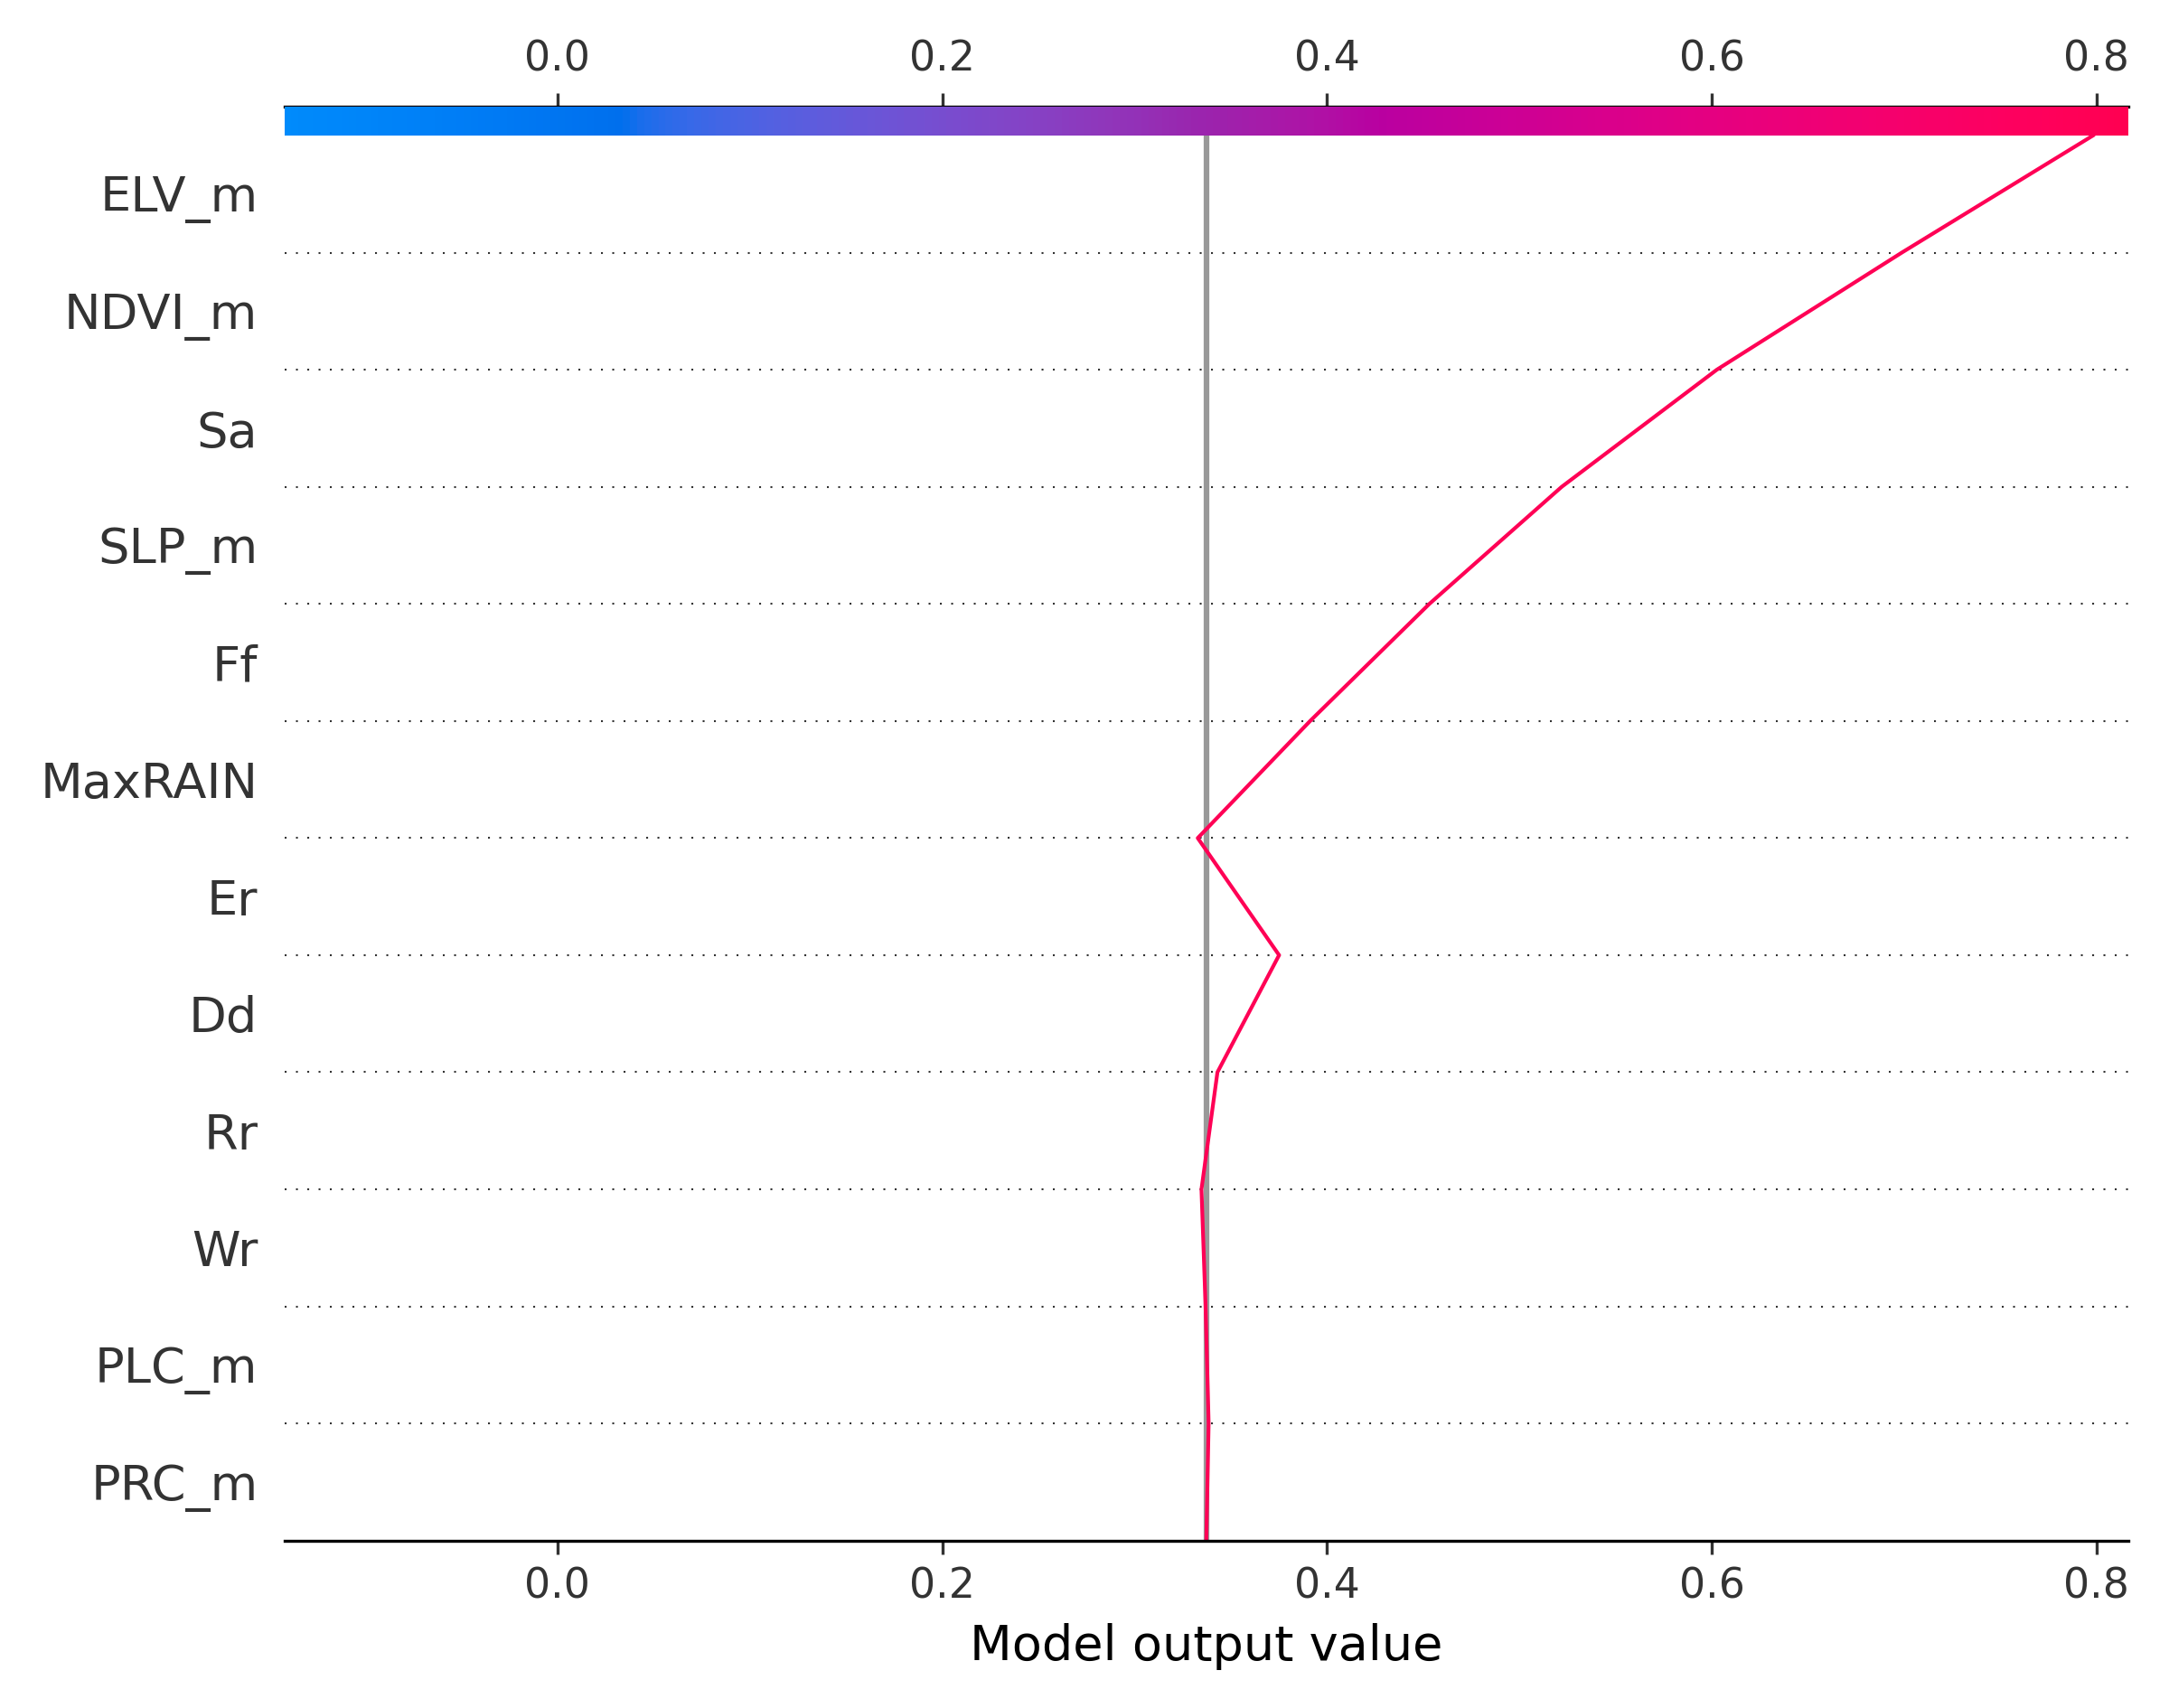 0.0 0.2 0.4 0.6 0.8
ELV_m
NDVI_m
Sa
SLP_m
Ff
MaxRAIN
Er
Dd
Rr
Wr
PLC_m
PRC_m
0.0 0.2 0.4 0.6 0.8
Model output value